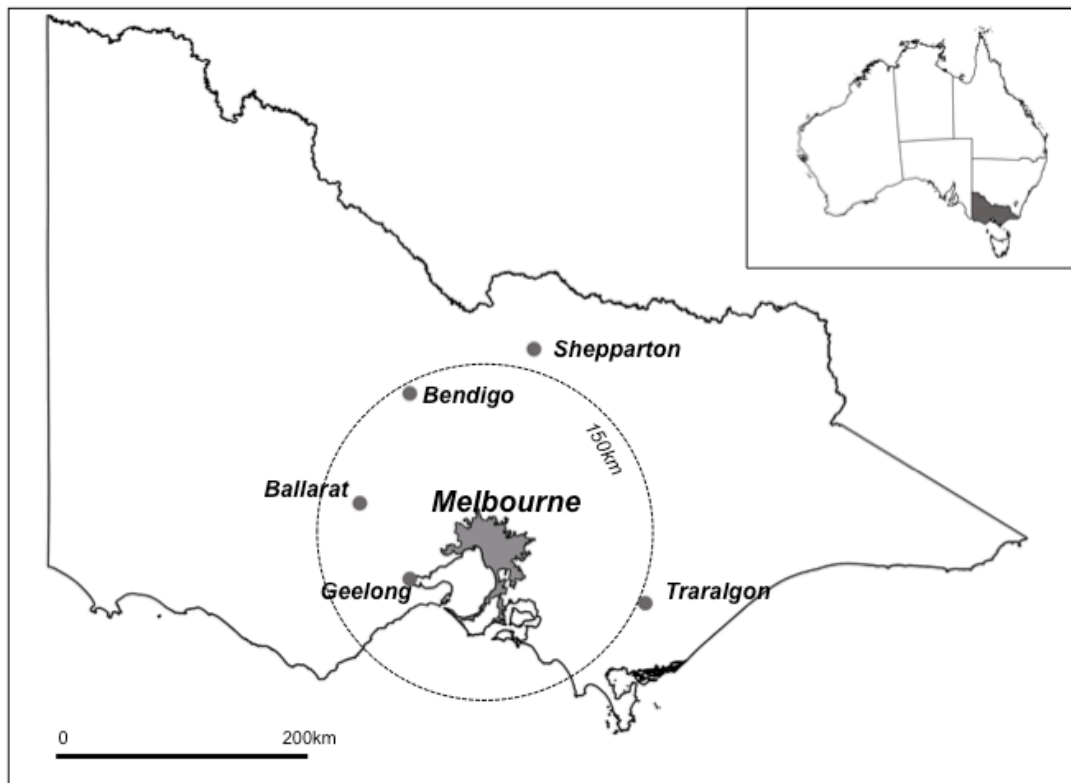 Shepparton
Bendigo
150km
Ballarat
Melbourne
Geelong
Traralgon
0 200km